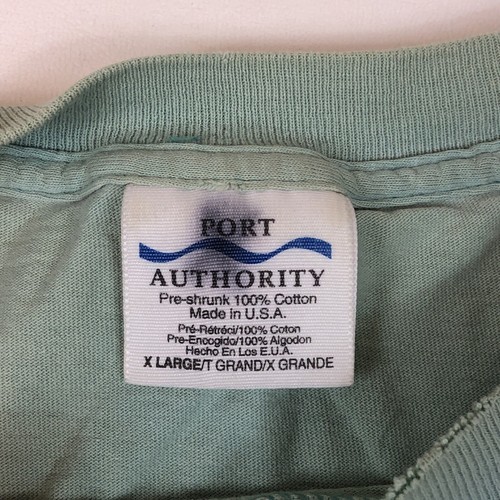 PORT
AUTHORITY
Pre-shrunk 100% Cotton
Made in U.S.A.
Pré-Rétréci/100% Coton
Pre-Encogido/100% Algodon
Hecho En Los E.U.A.
X LARGE/T GRAND/X GRANDE